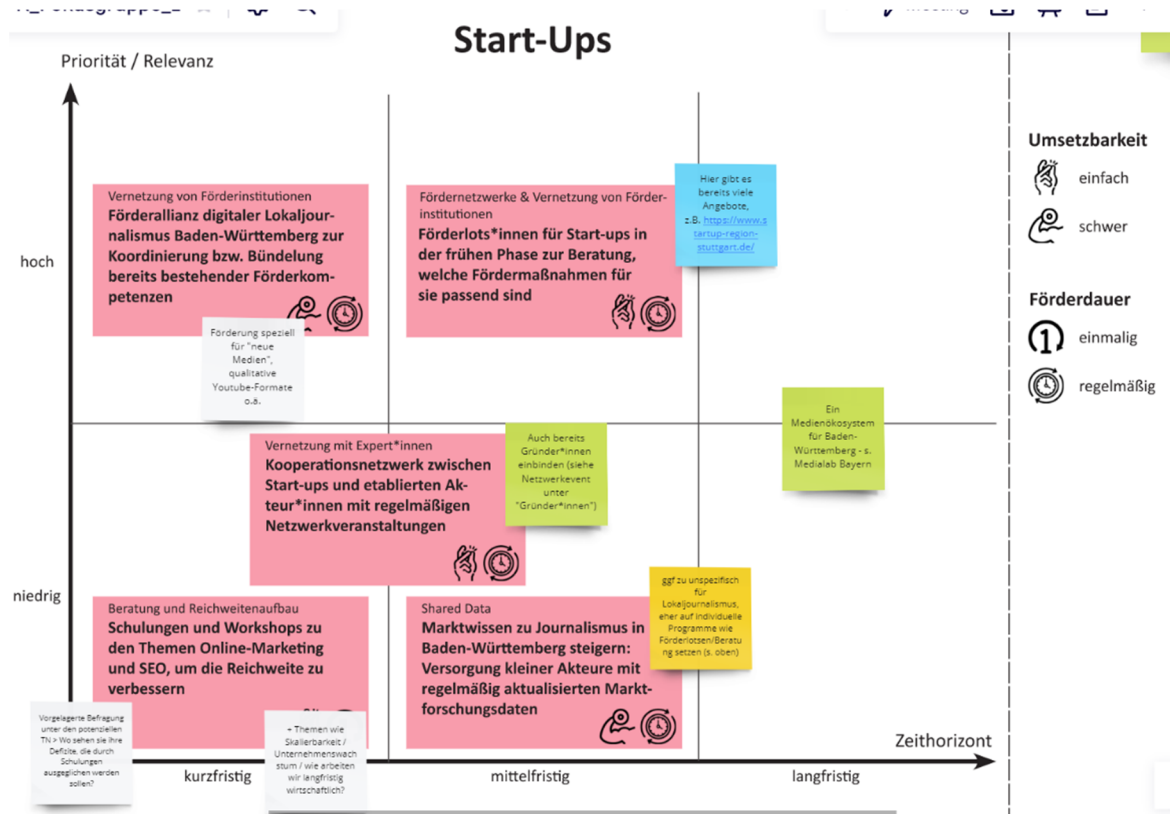 Start-Ups
Priorität / Relevanz
hoch
niedrig
Vernetzung von Förderinstitutionen
Förderallianz digitaler Lokaljour-
nalismus Baden-Württemberg zur
Koordinierung bzw. Bündelung
bereits bestehender Förderkom-
petenzen
Förderung speziell
für "neue
Medien",
qualitative
Youtube-Formate
o.ä.
Fördernetzwerke & Vernetzung von Förder-
institutionen
Förderlots*innen für Start-ups in
der frühen Phase zur Beratung,
welche Fördermaßnahmen für
sie passend sind
Hier gibt es
bereits viele
Angebote,
z.B. https://www.s
tartup-region-
stuttgart.de/
Vernetzung mit Expert*innen
Kooperationsnetzwerk zwischen
Start-ups und etablierten Ak-
teur*innen mit regelmäßigen
Netzwerkveranstaltungen
Auch bereits
Gründer*innen
einbinden (siehe
Netzwerkevent
unter
"Gründer*innen")
Ein
Medienökosystem
für Baden-
Württemberg - s.
Medialab Bayern
Beratung und Reichweitenaufbau
Schulungen und Workshops zu
den Themen Online-Marketing
und SEO, um die Reichweite zu
verbessern
Vorgelagerte Befragung
unter den potenziellen
TN > Wo sehen sie ihre
Defizite, die durch
Schulungen
ausgeglichen werden
sollen?
+ Themen wie
Skalierbarkeit /
Unternehmenswach
stum / wie arbeiten
wir langfristig
wirtschaftlich?
Shared Data
Marktwissen zu Journalismus in
Baden-Württemberg steigern:
Versorgung kleiner Akteure mit
regelmäßig aktualisierten Markt-
forschungsdaten
ggf zu unspezifisch
für
Lokaljournalismus,
eher auf individuelle
Programme wie
Förderlotsen/Beratu
ng setzen (s. oben)
Zeithorizont
kurzfristig
mittelfristig
langfristig
Umsetzbarkeit
einfach
schwer
Förderdauer
1
einmalig
regelmäßig